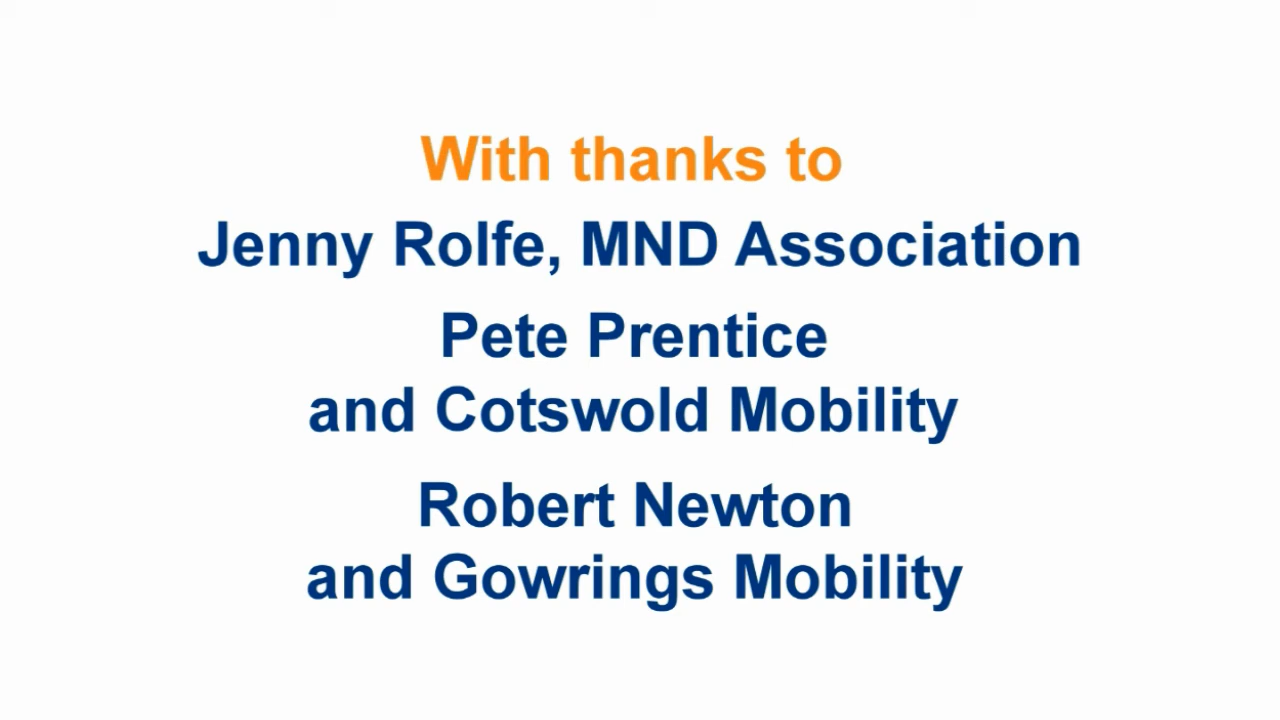 With thanks to
Jenny Rolfe, MND Association
Pete Prentice
and Cotswold Mobility
Robert Newton
and Gowrings Mobility